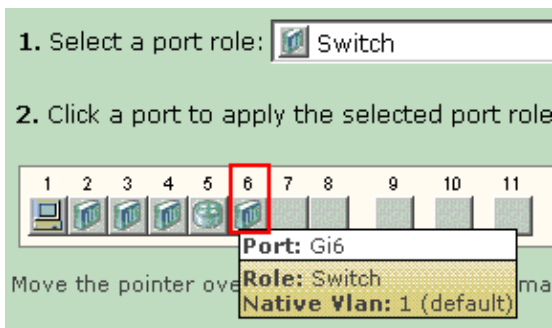 1. Select a port role: Switch
2. Click a port to apply the selected port role
1 2 3 4 5 6 7 8 9 10 11
Port: Gi6
Move the pointer ove
Role: Switch
ma
Native Vlan: 1 (default)